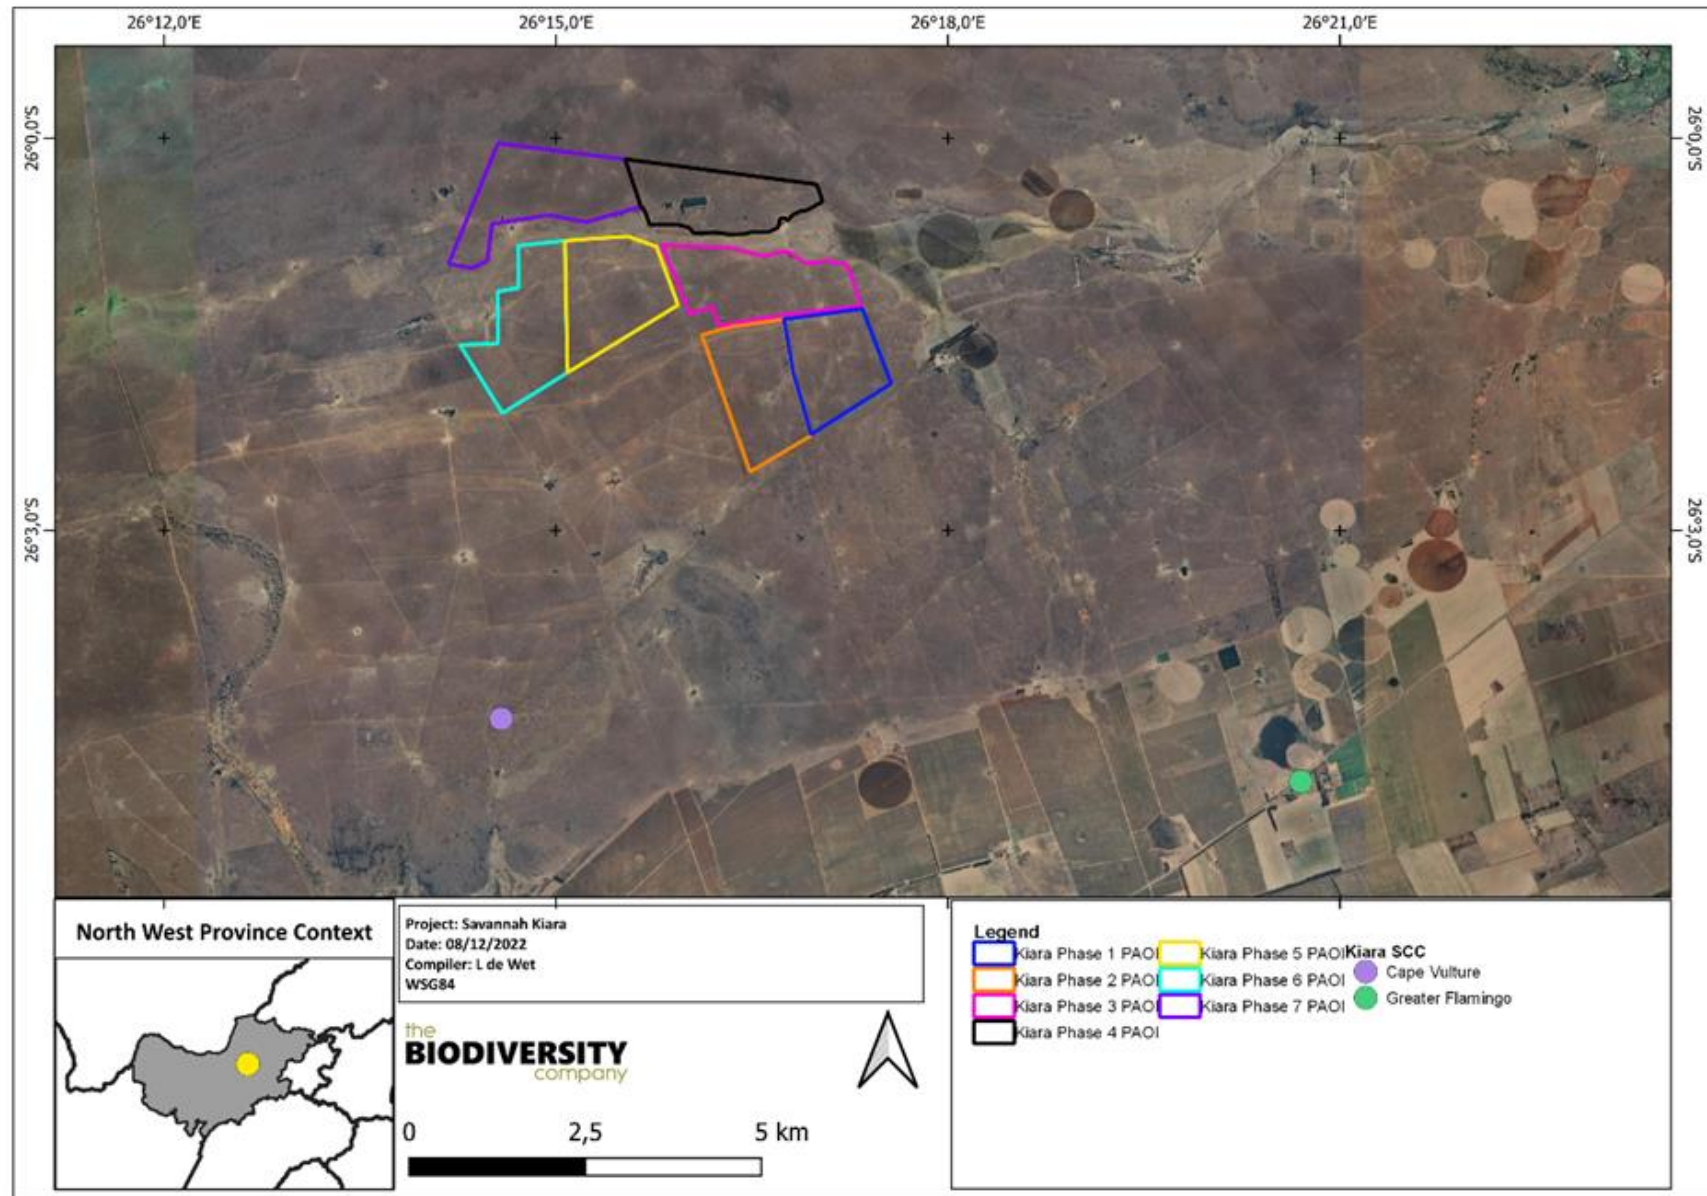 26°12,0'E 26°15,0'E 26°18,0'E 26°21,0'E
26°0,0'S 26°0,0'S
26°3,0'S 26°3,0'S
North West Province Context
Project: Savannah Kiara
Date: 08/12/2022
Compiler: L de Wet
WSG84
the
BIODIVERSITY
company
0 2,5 5 km
Legend
Kiara Phase 1 PAOI
Kiara Phase 2 PAOI
Kiara Phase 3 PAOI
Kiara Phase 4 PAOI
Kiara Phase 5 PAOI
Kiara Phase 6 PAOI
Kiara Phase 7 PAOI
Kiara SCC
Cape Vulture
Greater Flamingo